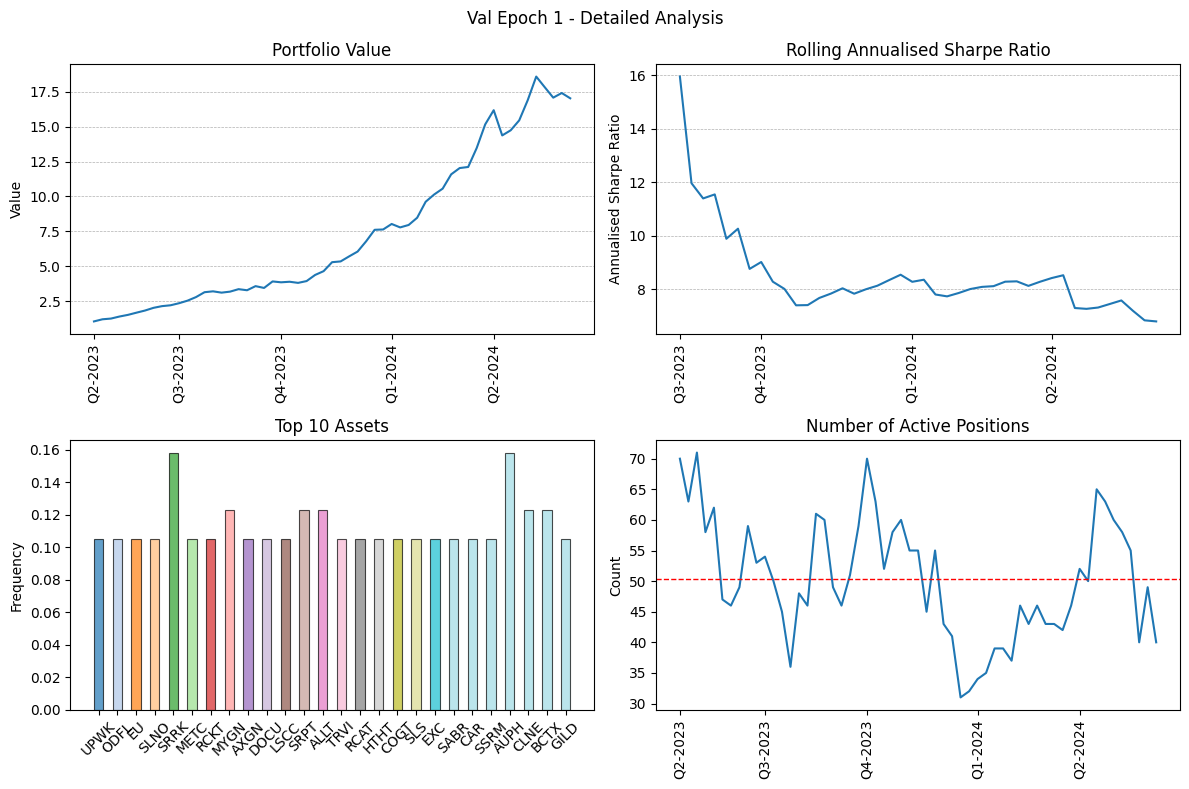 Val Epoch 1 - Detailed Analysis
Portfolio Value
Value
17.5
15.0
12.5
10.0
7.5
5.0
2.5
Q2-2023
Q3-2023
Q4-2023
Q1-2024
Q2-2024
Rolling Annualised Sharpe Ratio
Annualised Sharpe Ratio
16
14
12
10
8
Q3-2023
Q4-2023
Q1-2024
Q2-2024
Top 10 Assets
Frequency
0.16
0.14
0.12
0.10
0.08
0.06
0.04
0.02
0.00
UPWK
ODFL
EU
SLNO
SRRK
METC
RCKT
MYGN
AXGN
DOCU
LSCC
SRPT
ALLT
TRVI
RCAT
HTHT
COGT
SLS
EXC
SABR
CAR
SSRM
AUPH
CLNE
BCTX
GILD
Number of Active Positions
Count
70
65
60
55
50
45
40
35
30
Q2-2023
Q3-2023
Q4-2023
Q1-2024
Q2-2024